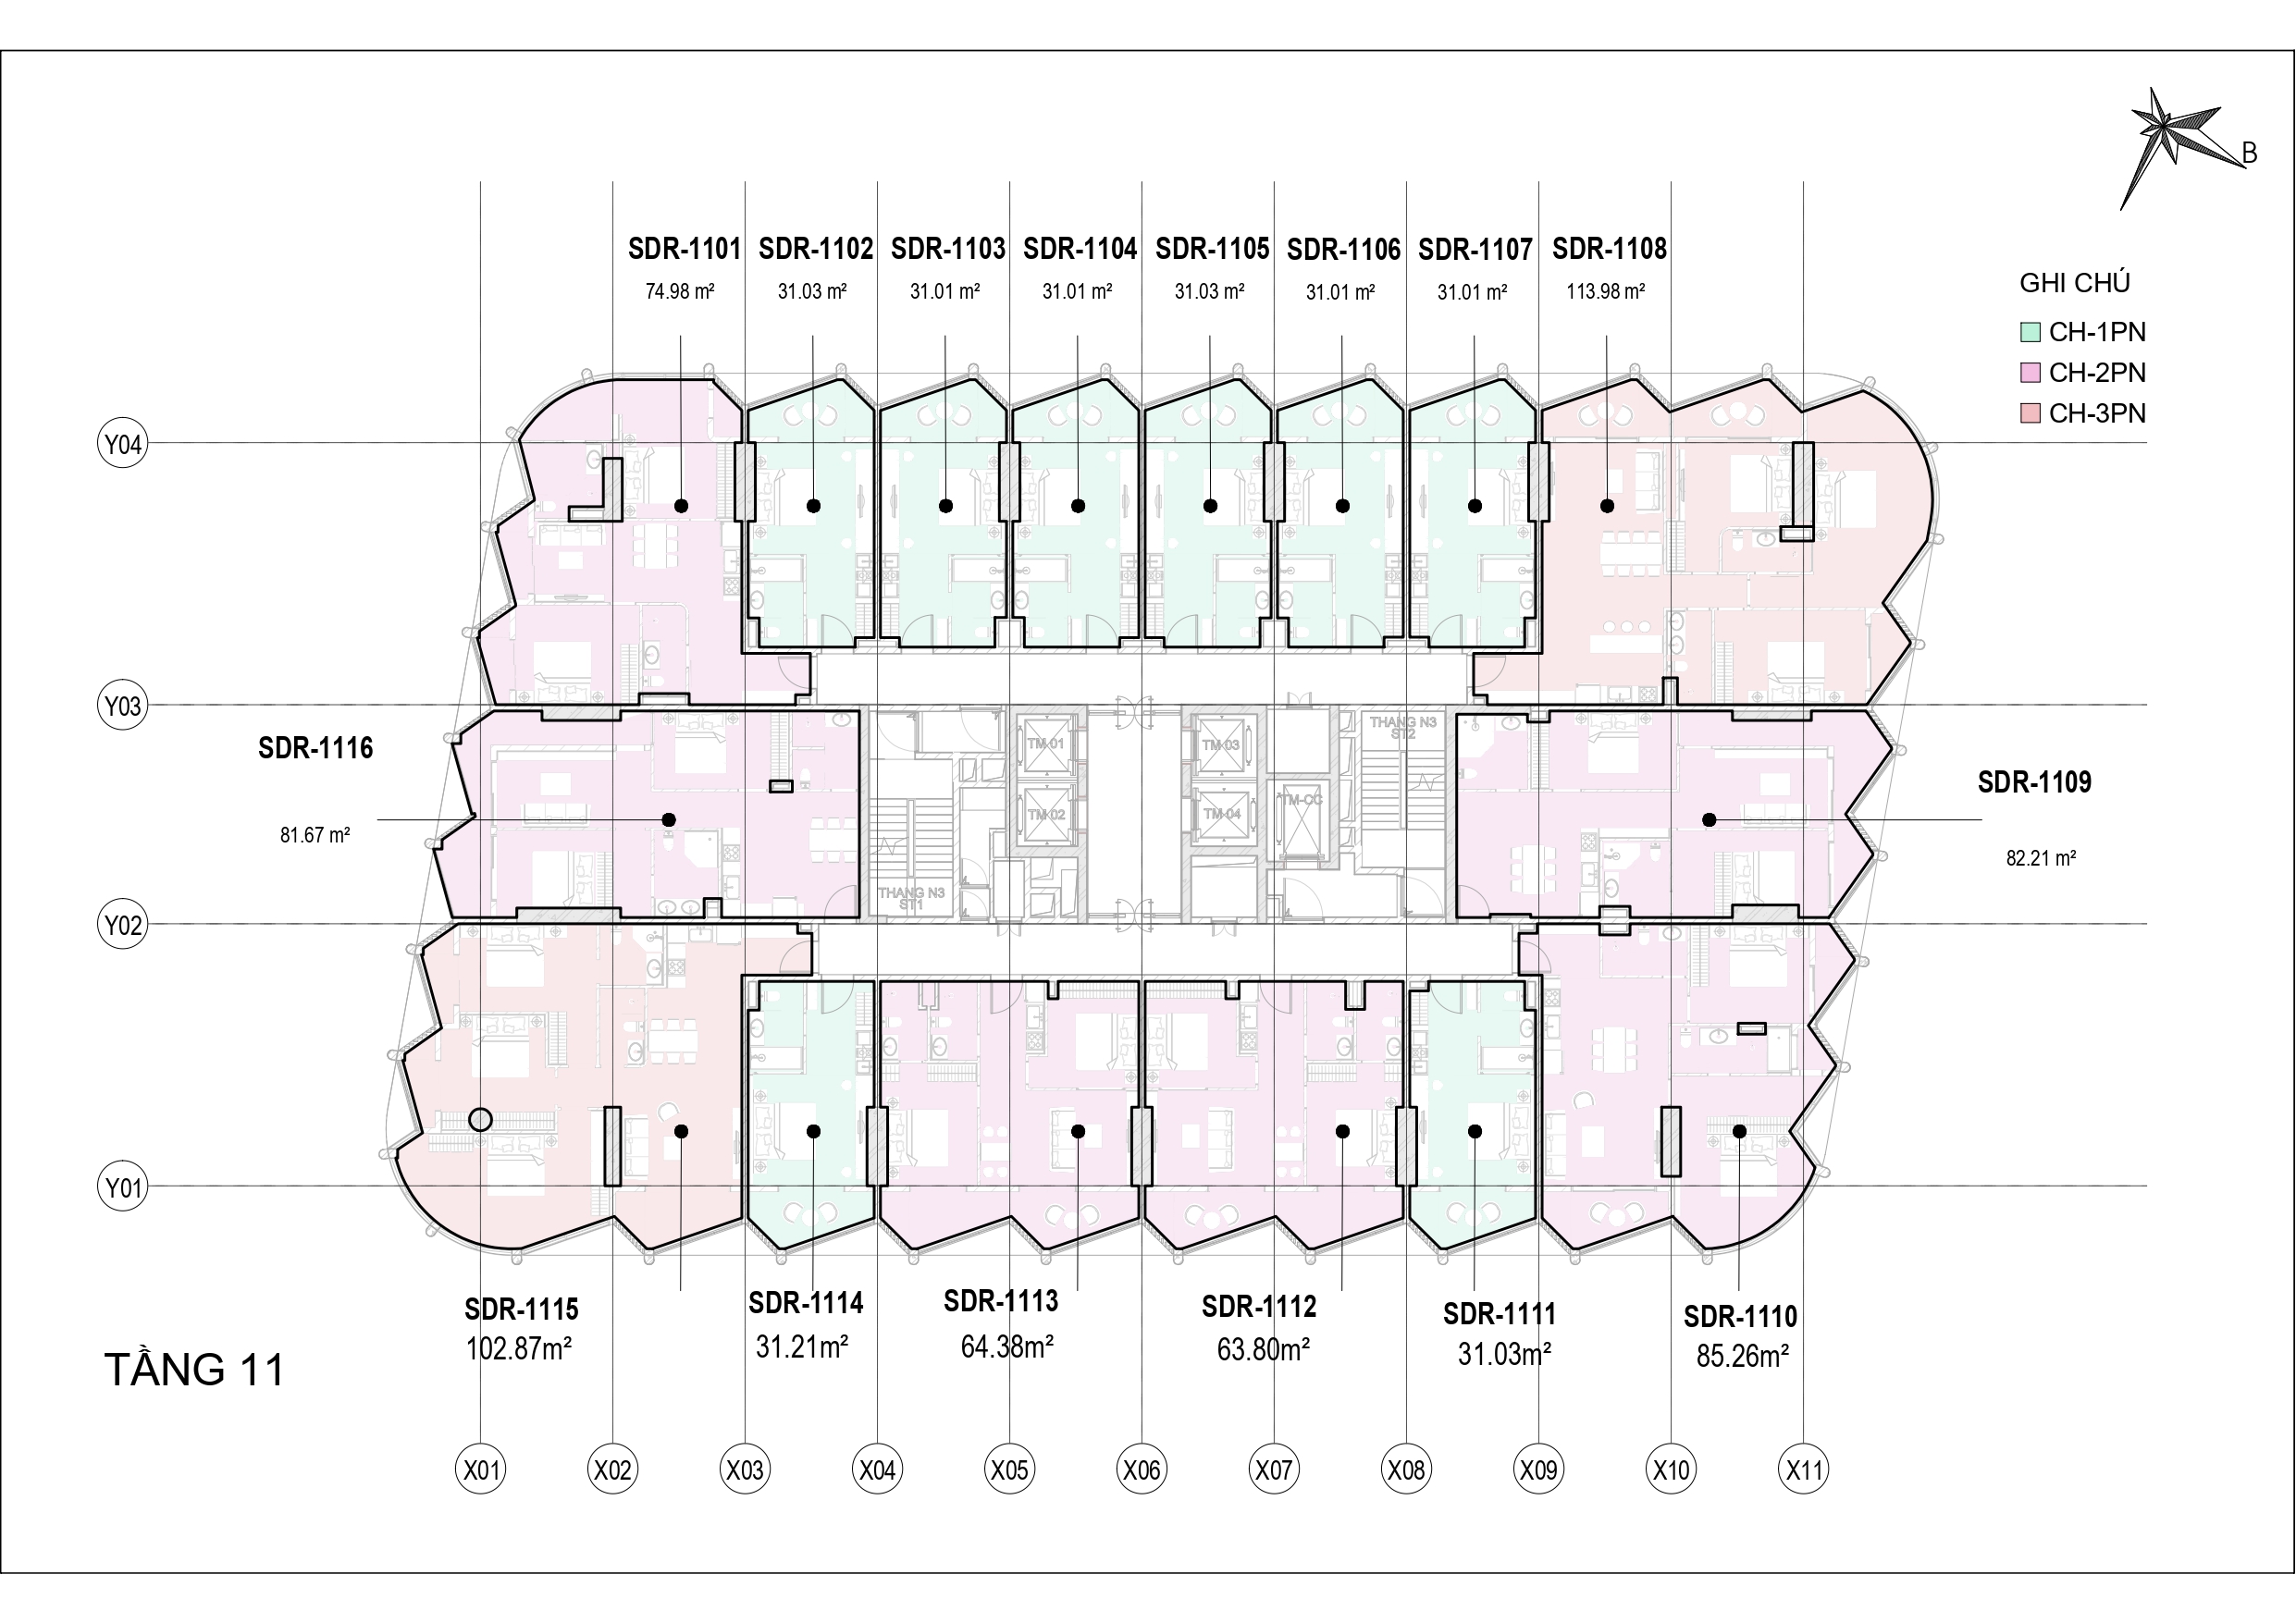 B
SDR-1101 SDR-1102 SDR-1103 SDR-1104 SDR-1105 SDR-1106 SDR-1107 SDR-1108
74.98 m² 31.03 m² 31.01 m² 31.01 m² 31.03 m² 31.01 m² 31.01 m² 113.98 m²
GHI CHÚ
CH-1PN
CH-2PN
CH-3PN
Y04
Y03
THANG N3
ST2
TM-01
TM-03
SDR-1116
SDR-1109
TM-CC
TM-02
TM-04
81.67 m²
82.21 m²
THANG N3
ST1
Y02
Y01
SDR-1115 SDR-1114 SDR-1113 SDR-1112 SDR-1111 SDR-1110
102.87m² 31.21m² 64.38m² 63.80m² 31.03m² 85.26m²
TẦNG 11
X01 X02 X03 X04 X05 X06 X07 X08 X09 X10 X11